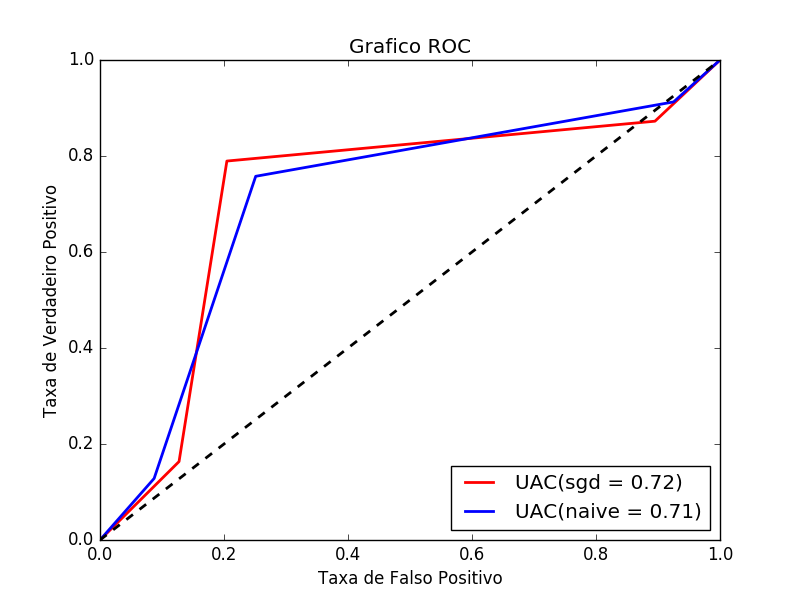 Grafico ROC
Taxa de Verdadeiro Positivo
1.0
0.8
0.6
0.4
0.2
0.0
0.0 0.2 0.4 0.6 0.8 1.0
Taxa de Falso Positivo
UAC(sgd = 0.72)
UAC(naive = 0.71)